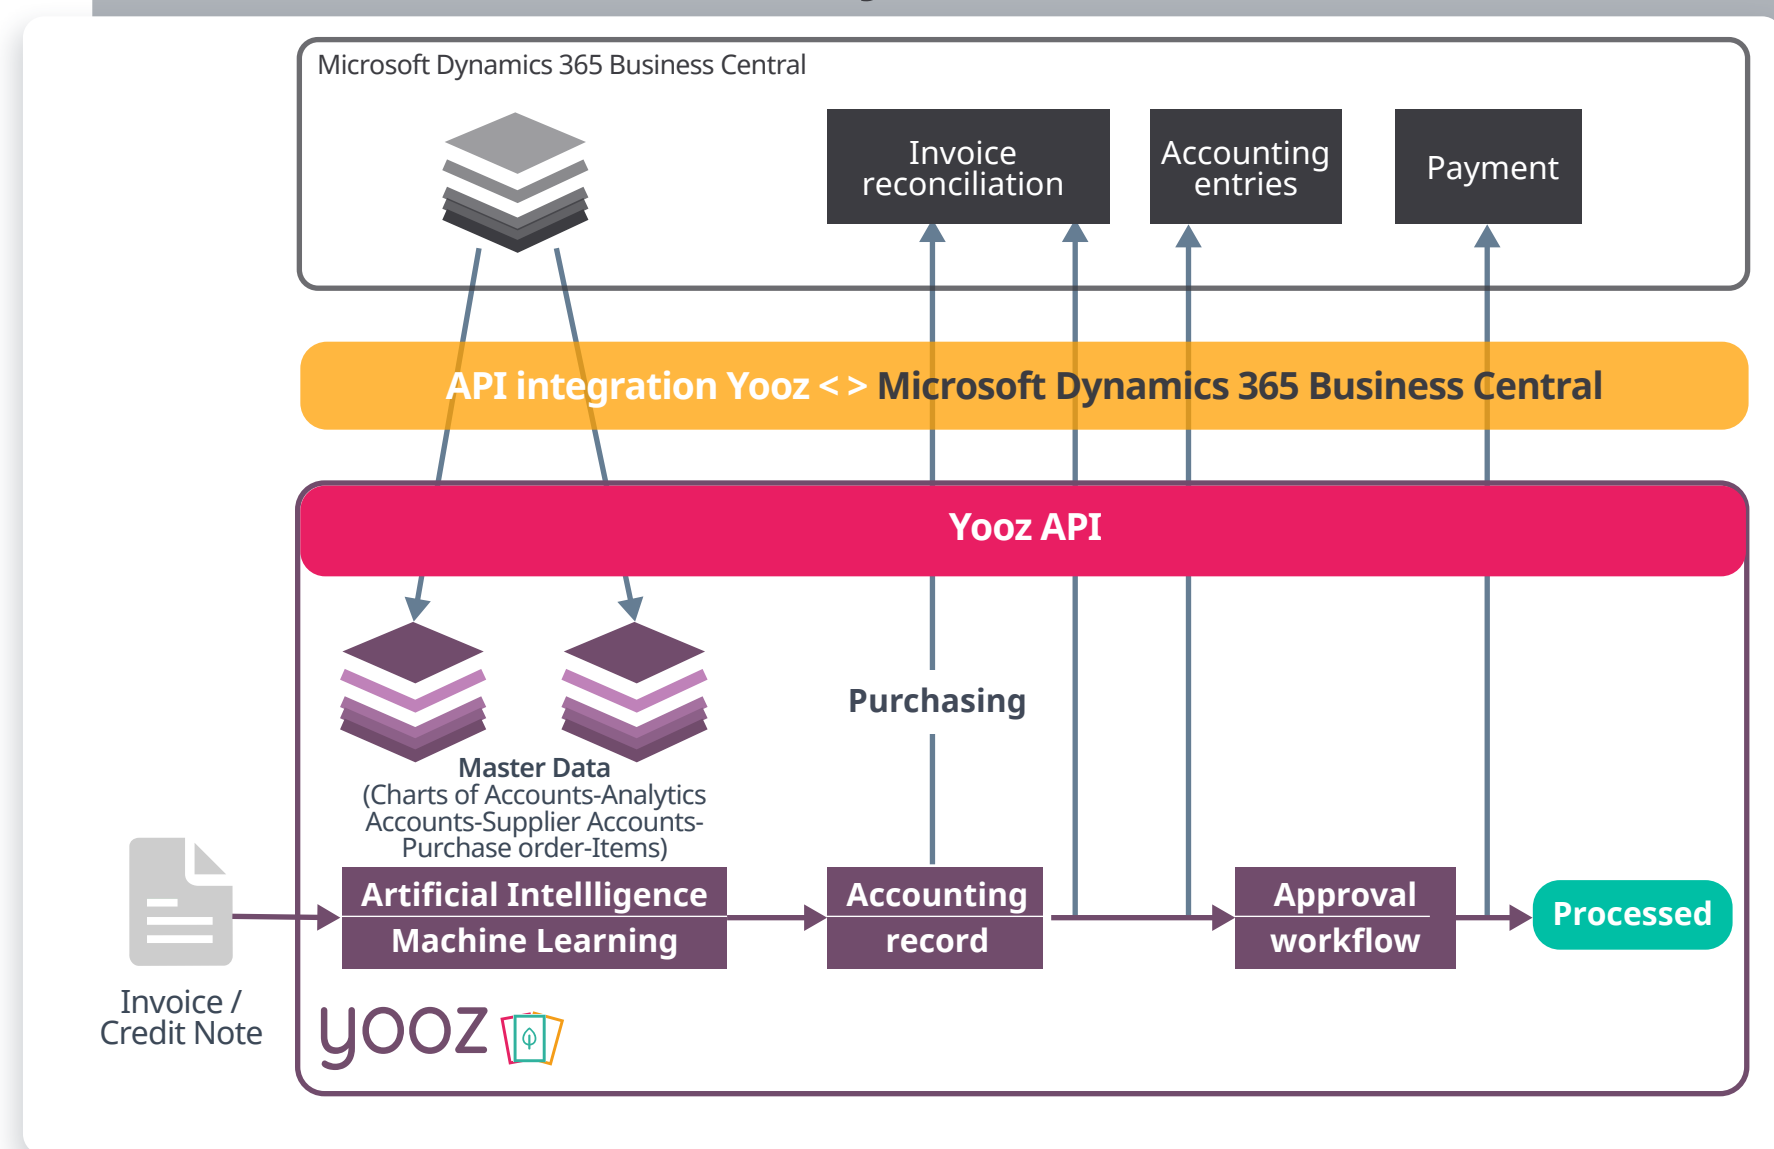 Microsoft Dynamics 365 Business Central
Invoice
reconciliation
Accounting
entries
Payment
API integration Yooz < > Microsoft Dynamics 365 Business Central
Yooz API
Purchasing
Master Data
(Charts of Accounts-Analytics
Accounts-Supplier Accounts-
Purchase order-Items)
Artificial Intellligence
Machine Learning
Accounting
record
Approval
workflow
Processed
Invoice /
Credit Note
yooz